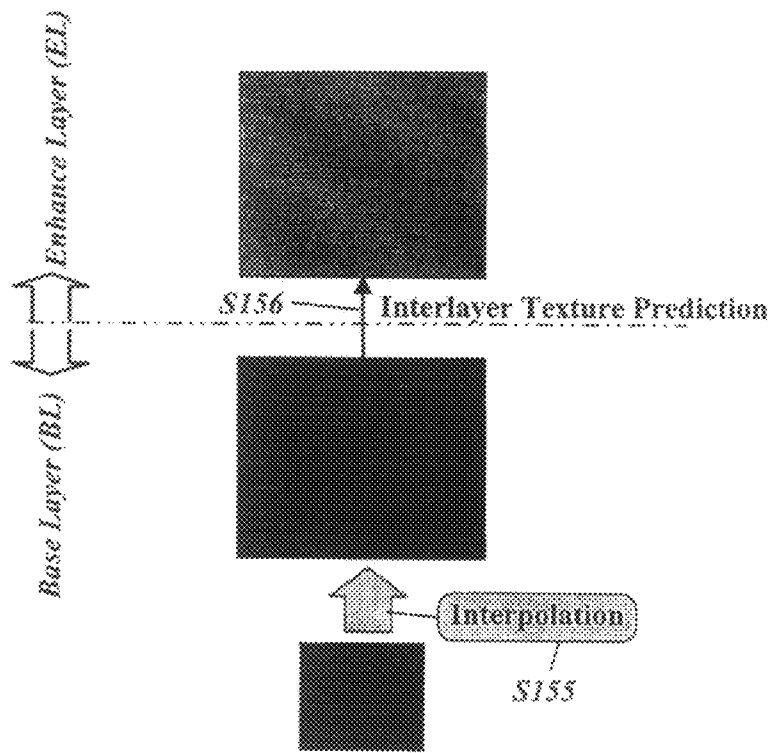 Enhance Layer (EL)
S156
Interlayer Texture Prediction
Base Layer (BL)
Interpolation
S155